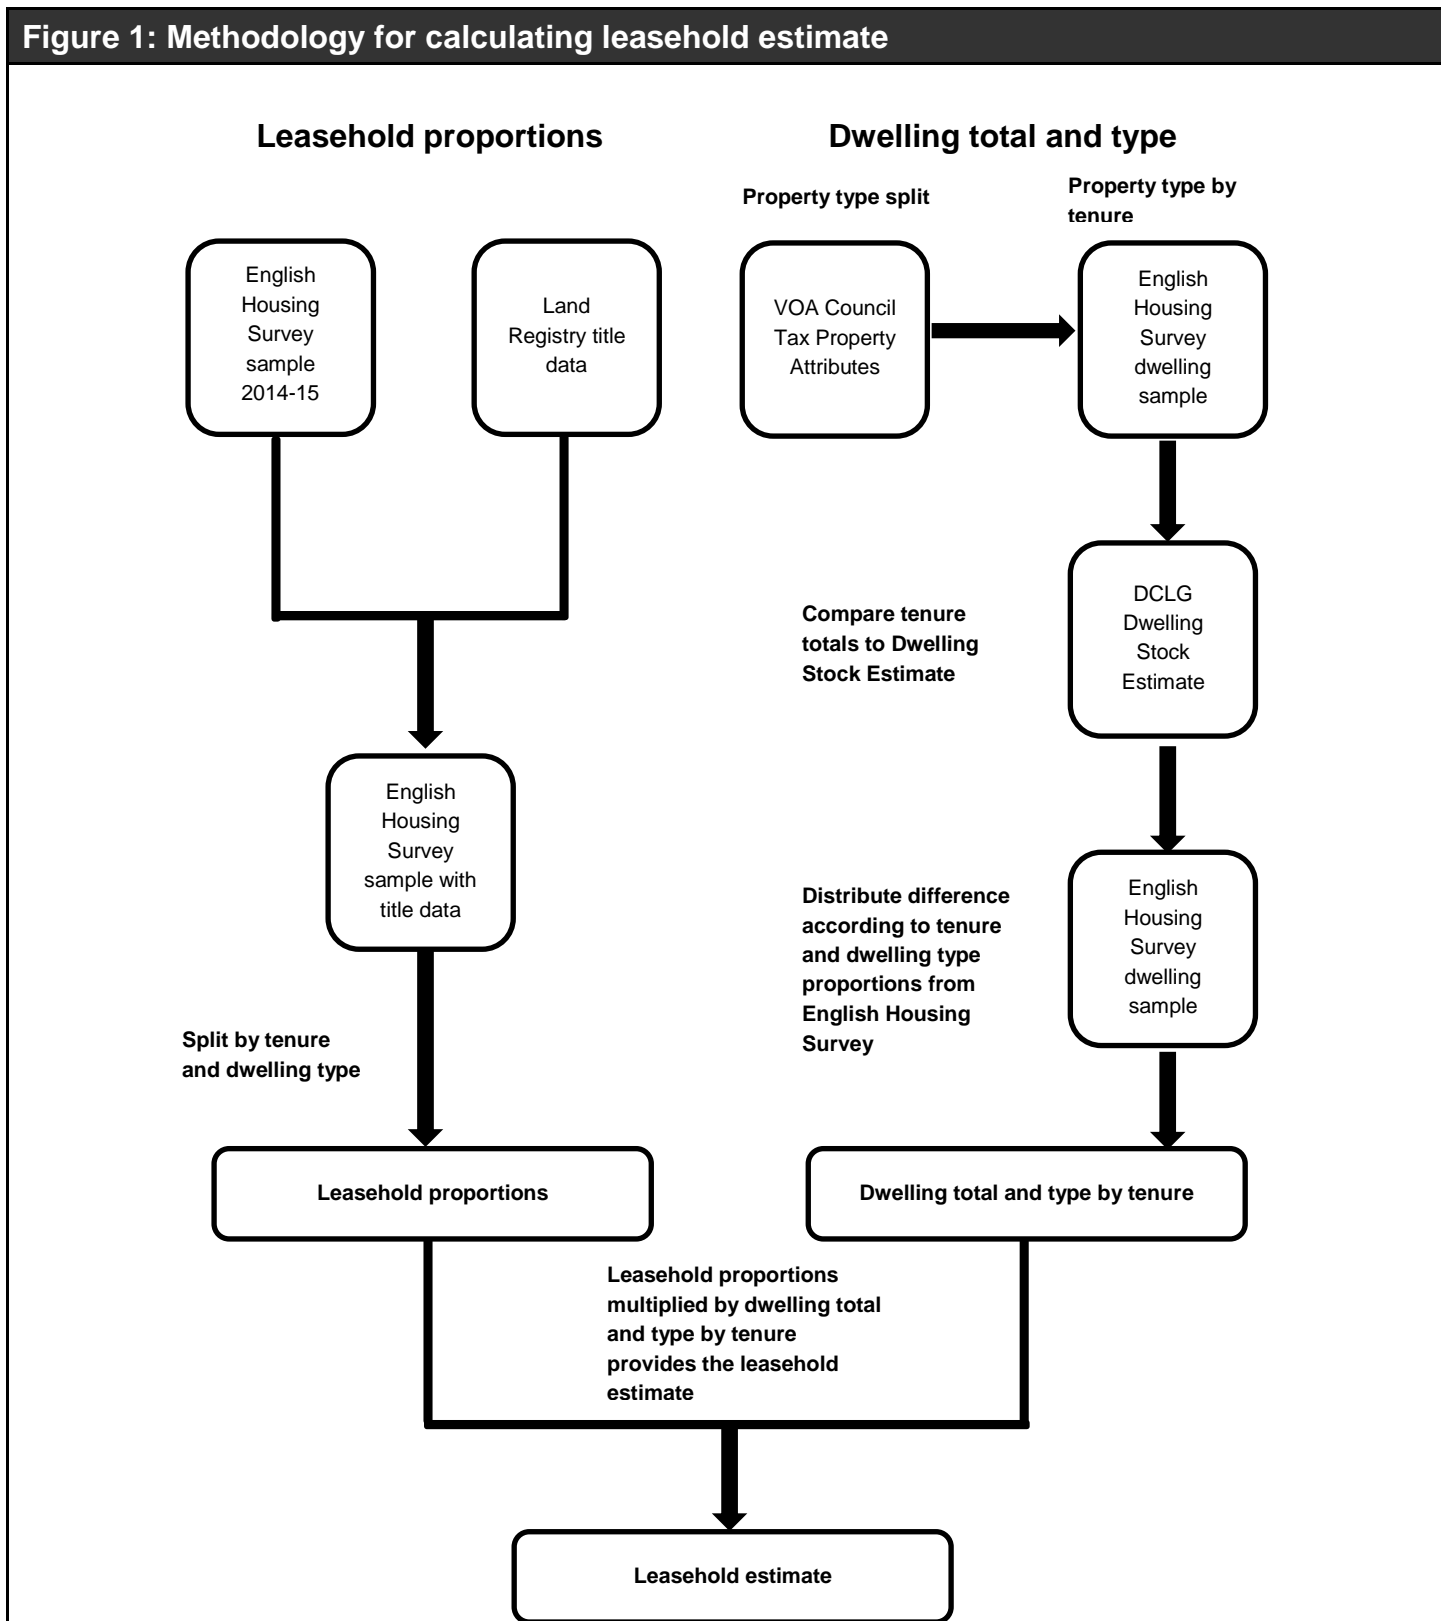 Figure 1: Methodology for calculating leasehold estimate
Leasehold proportions
Dwelling total and type
Property type split
Property type by
tenure
English
Housing
Survey
sample
2014-15
Land
Registry title
data
VOA Council
Tax Property
Attributes
English
Housing
Survey
dwelling
sample
Compare tenure
totals to Dwelling
Stock Estimate
DCLG
Dwelling
Stock
Estimate
English
Housing
Survey
sample with
title data
Distribute difference
according to tenure
and dwelling type
proportions from
English Housing
Survey
English
Housing
Survey
dwelling
sample
Split by tenure
and dwelling type
Leasehold proportions
Dwelling total and type by tenure
Leasehold proportions
multiplied by dwelling total
and type by tenure
provides the leasehold
estimate
Leasehold estimate